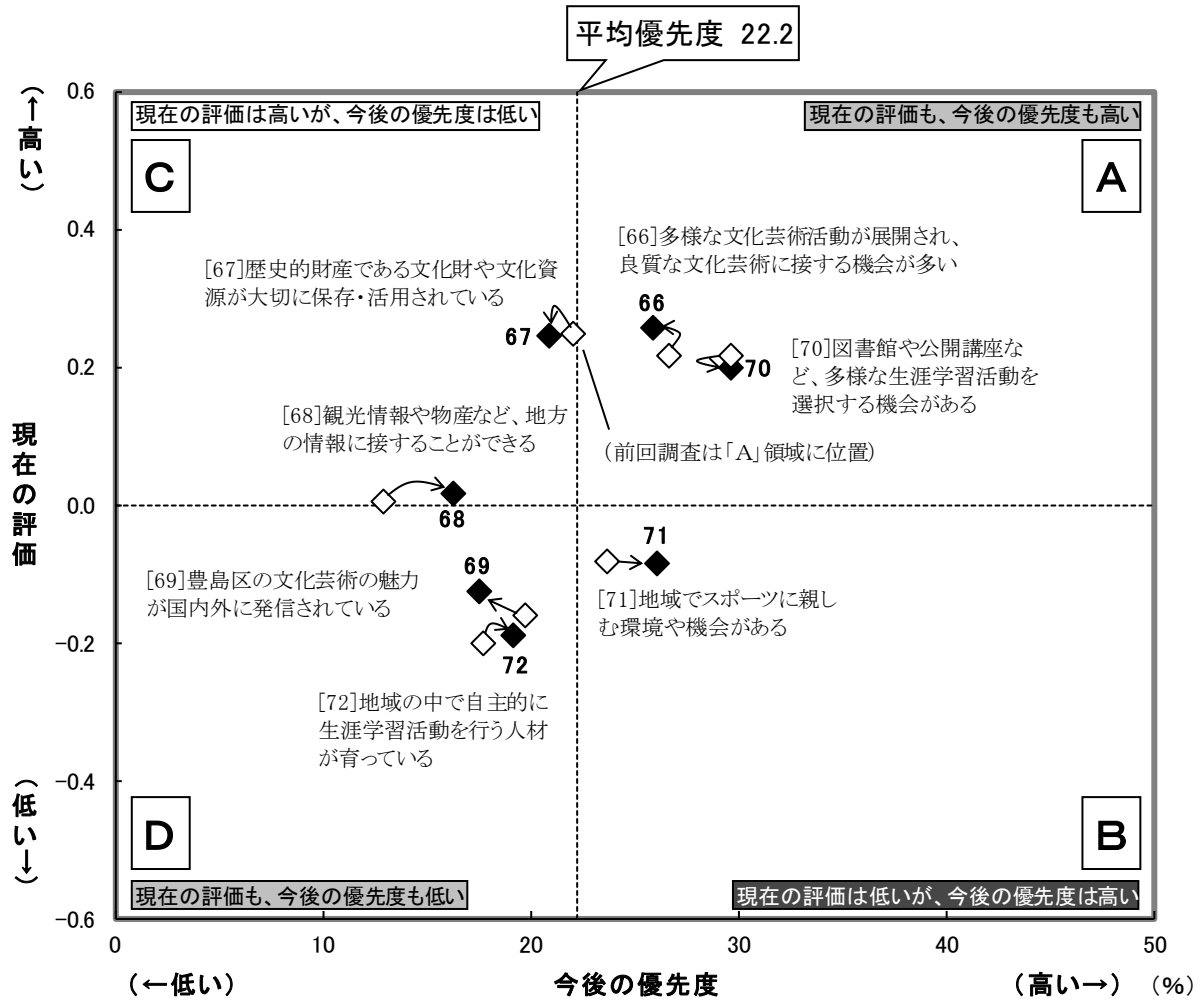 平均優先度 22.2
(←高い)
0.6
現在の評価は高いが、今後の優先度は低い
現在の評価も、今後の優先度も高い
C
A
0.4
[66]多様な文化芸術活動が展開され、
良質な文化芸術に接する機会が多い
[67]歴史的財産である文化財や文化資
源が大切に保存・活用されている
66
67
[70]図書館や公開講座な
ど、多様な生涯学習活動を
選択する機会がある
70
0.2
[68]観光情報や物産など、地方
の情報に接することができる
(前回調査は「A」領域に位置)
現在の評価
0.0
68
71
69
[69]豊島区の文化芸術の魅力
が国内外に発信されている
[71]地域でスポーツに親し
む環境や機会がある
-0.2
72
[72]地域の中で自主的に
生涯学習活動を行う人材
が育っている
-0.4
(低い→)
D
B
現在の評価も、今後の優先度も低い
現在の評価は低いが、今後の優先度は高い
-0.6
0 10 20 30 40 50
(←低い) 今後の優先度 (高い→) (%)